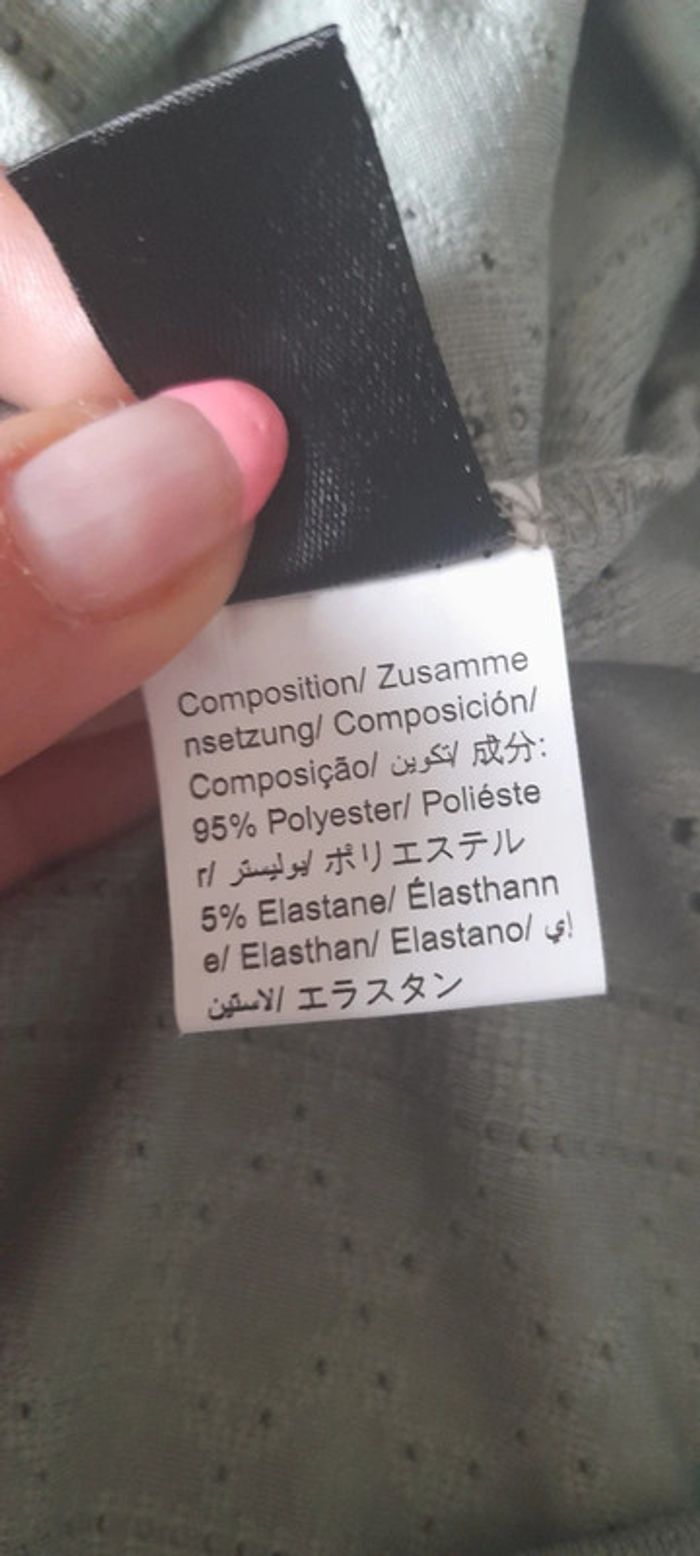 Composition/ Zusamme
nsetzung/ Composición/
Composição/ تكوين/ 成分:
95% Polyester/ Poliéste
r/ بوليستر/ ポリエステル
5% Elastane/ Élasthann
e/ Elasthan/ Elastano/ إي
لاستين/ エラスタン